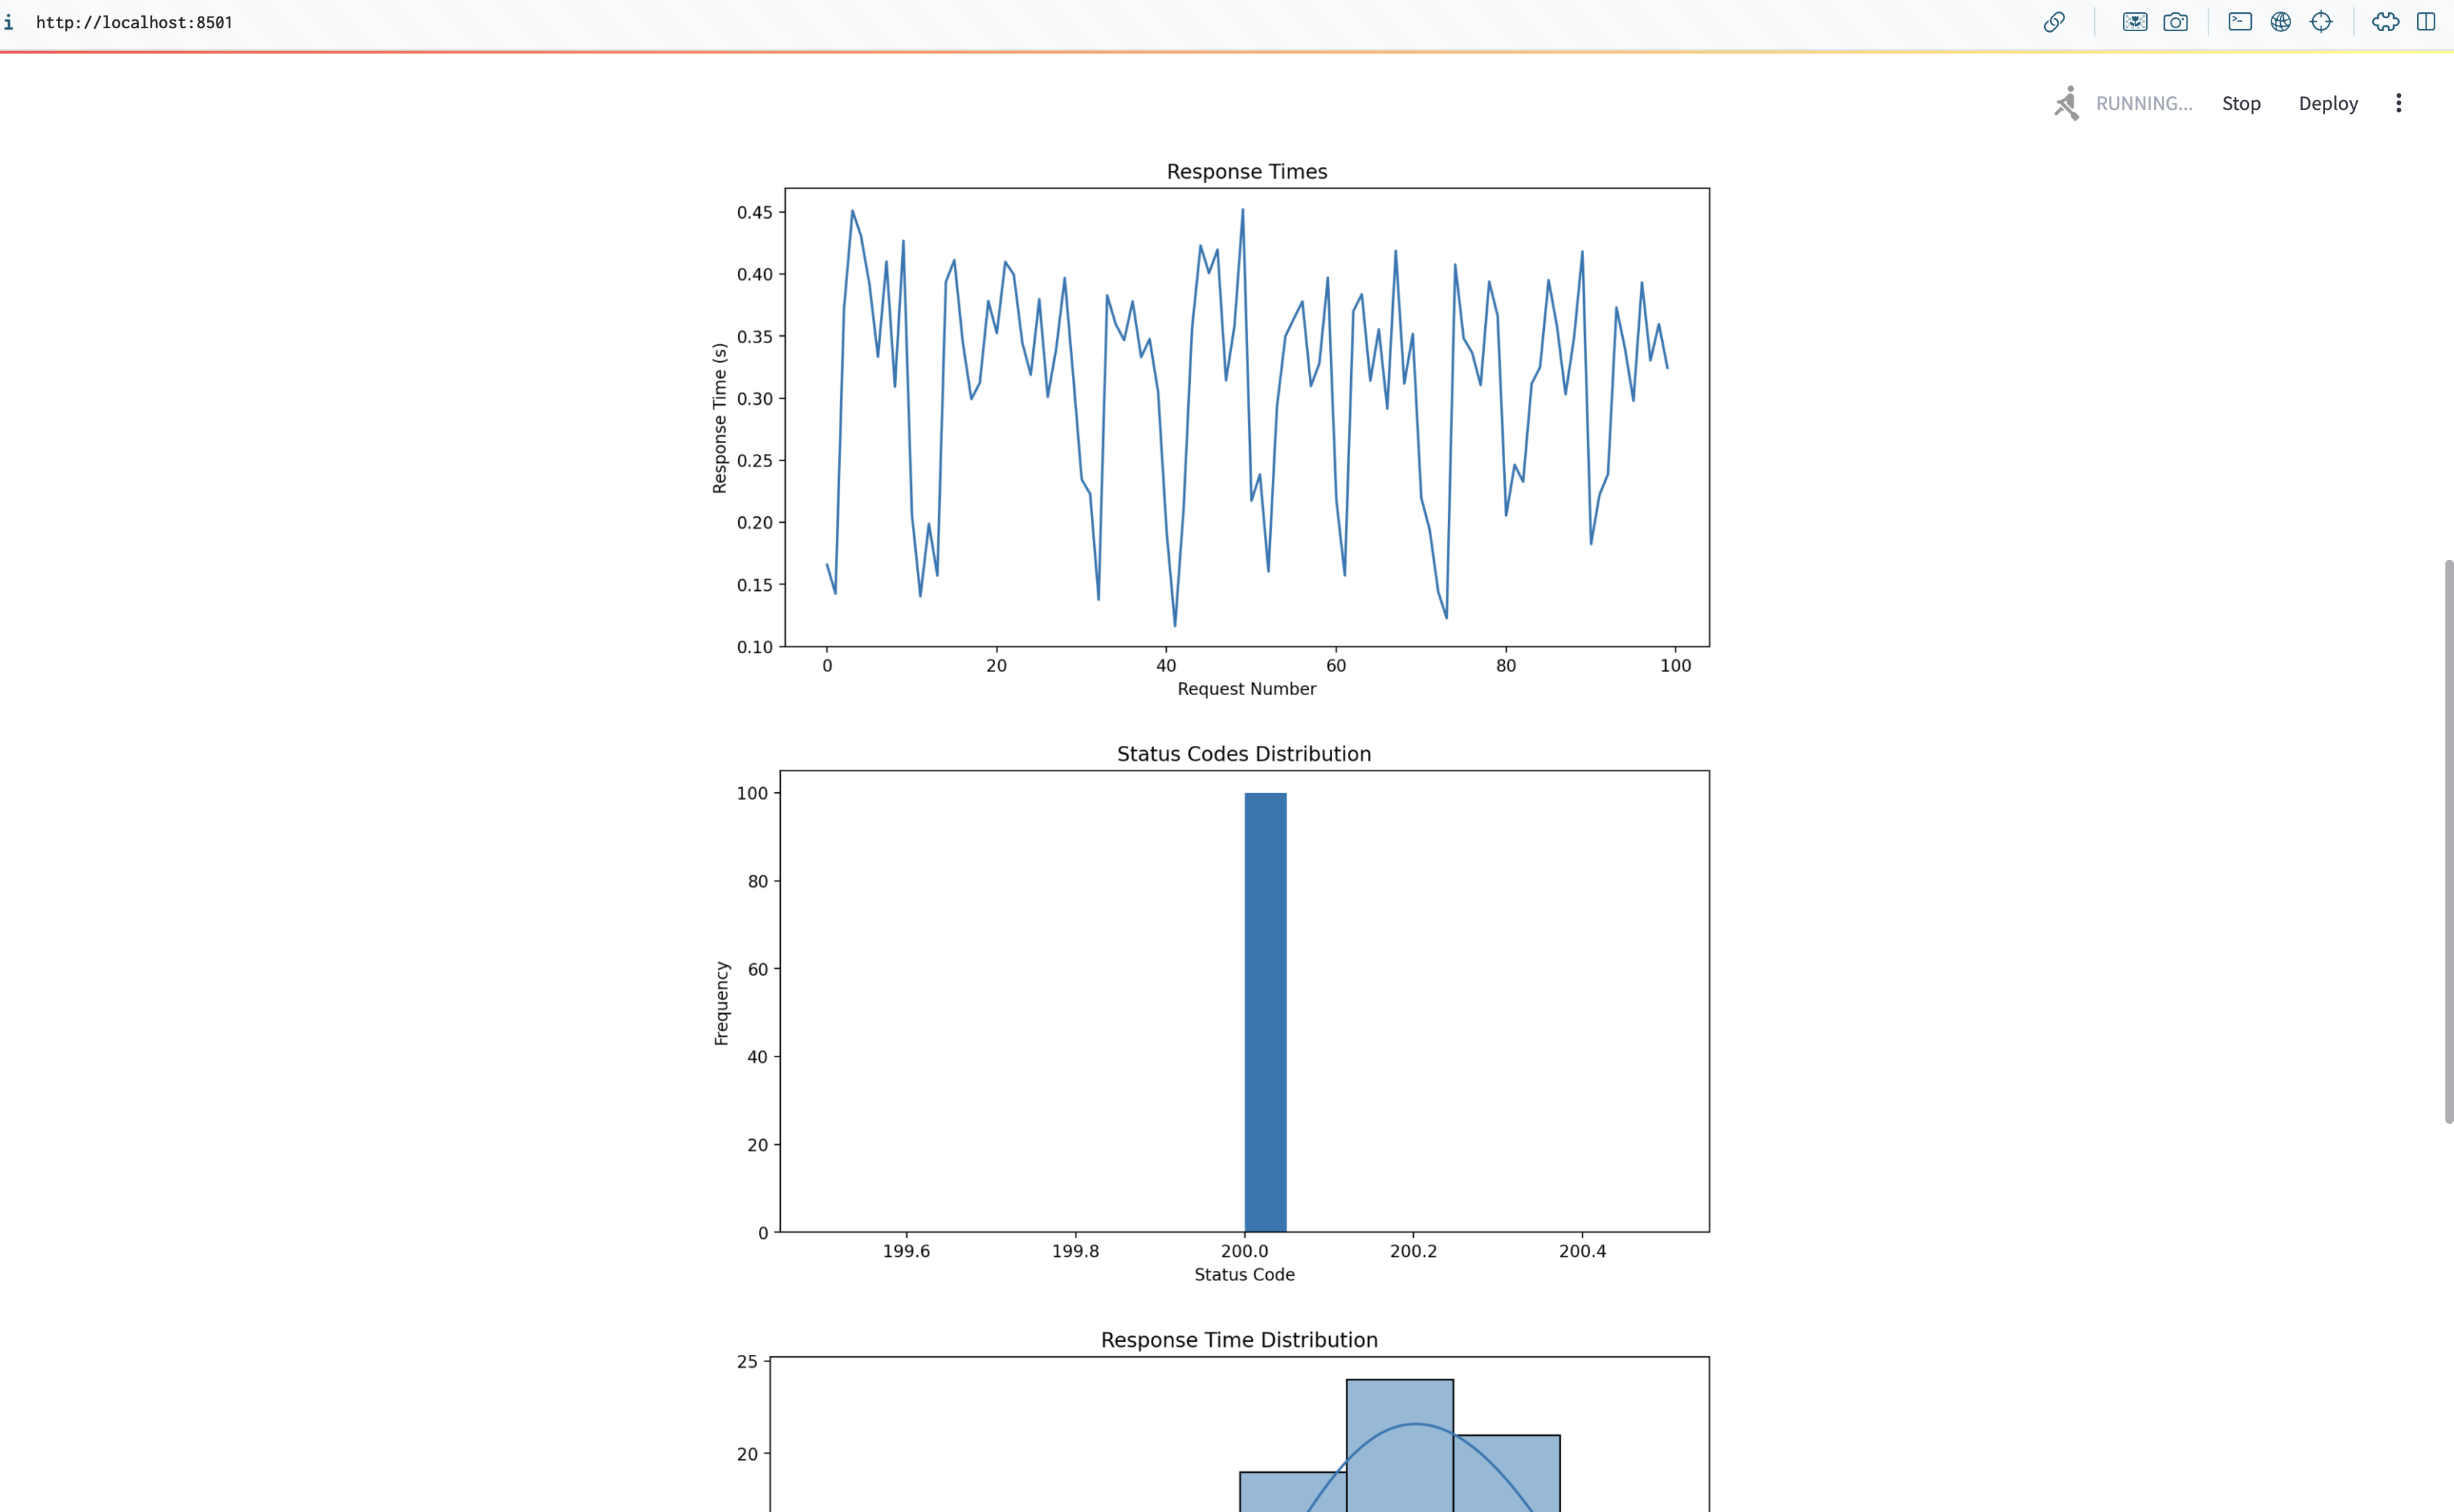 i http://localhost:8501
RUNNING... Stop Deploy
Response Times
0.45
0.40
0.35
0.30
0.25
0.20
0.15
0.10
Response Time (s)
0 20 40 60 80 100
Request Number
Status Codes Distribution
100
80
60
40
20
0
Frequency
199.6 199.8 200.0 200.2 200.4
Status Code
Response Time Distribution
25
20